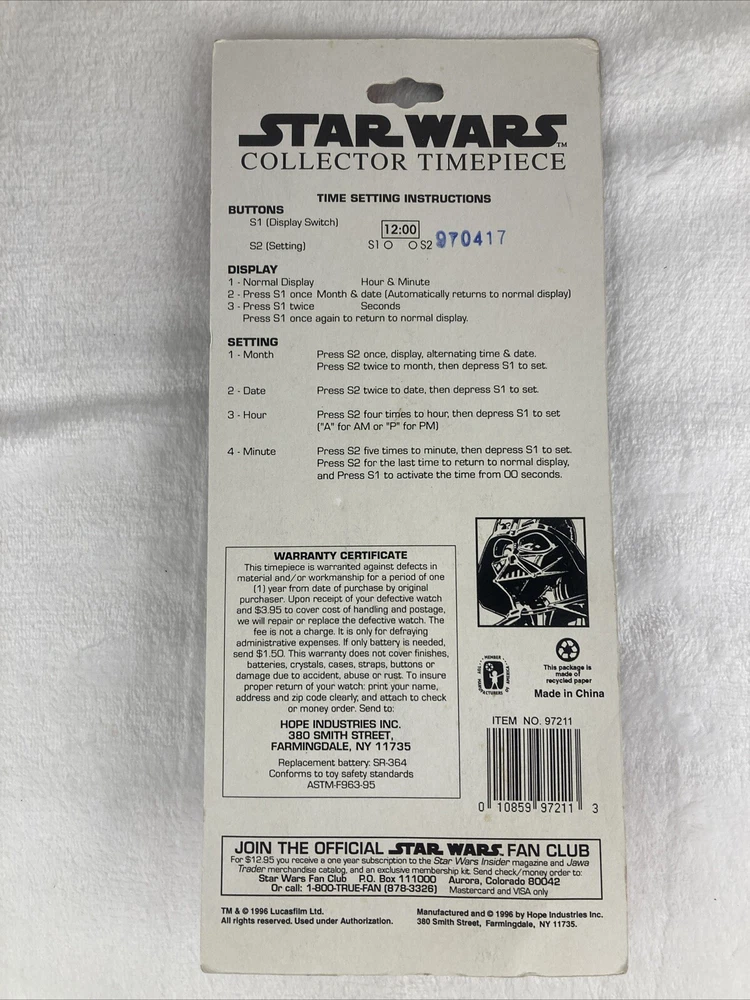 STAR WARS™
COLLECTOR TIMEPIECE
TIME SETTING INSTRUCTIONS
BUTTONS
S1 (Display Switch)
12:00
S2 (Setting)
S1 S2 970417
DISPLAY
1 - Normal Display Hour & Minute
2 - Press S1 once Month & date (Automatically returns to normal display)
3 - Press S1 twice Seconds
Press S1 once again to return to normal display.
SETTING
1 - Month Press S2 once, display, alternating time & date.
Press S2 twice to month, then depress S1 to set.
2 - Date Press S2 twice to date, then depress S1 to set.
3 - Hour Press S2 four times to hour, then depress S1 to set
("A" for AM or "P" for PM)
4 - Minute Press S2 five times to minute, then depress S1 to set.
Press S2 for the last time to return to normal display,
and Press S1 to activate the time from 00 seconds.
WARRANTY CERTIFICATE
This timepiece is warranted against defects in
material and/or workmanship for a period of one
(1) year from date of purchase by original
purchaser. Upon receipt of your defective watch
and $3.95 to cover cost of handling and postage,
we will repair or replace the defective watch. The
fee is not a charge. It is only for defraying
administrative expenses. If only battery is needed,
send $1.50. This warranty does not cover finishes,
batteries, crystals, cases, straps, buttons or
damage due to accident, abuse or rust. To insure
proper return of your watch: print your name,
address and zip code clearly, and attach to check
or money order. Send to:
HOPE INDUSTRIES INC.
380 SMITH STREET,
FARMINGDALE, NY 11735
Replacement battery: SR-364
Conforms to toy safety standards
ASTM-F963-95
MEMBER
TOY
MANUFACTURERS
of AMERICA
This package is
made of
recycled paper
Made in China
ITEM NO. 97211
0 10859 97211 3
JOIN THE OFFICIAL STAR WARS FAN CLUB
For $12.95 you receive a one year subscription to the Star Wars Insider magazine and Jawa
Trader merchandise catalog, and an exclusive membership kit. Send check/money order to:
Star Wars Fan Club P.O. Box 111000 Aurora, Colorado 80042
Or call: 1-800-TRUE-FAN (878-3326) Mastercard and VISA only
TM & © 1996 Lucasfilm Ltd.
All rights reserved. Used under Authorization.
Manufactured and © 1996 by Hope Industries Inc.
380 Smith Street, Farmingdale, NY 11735.